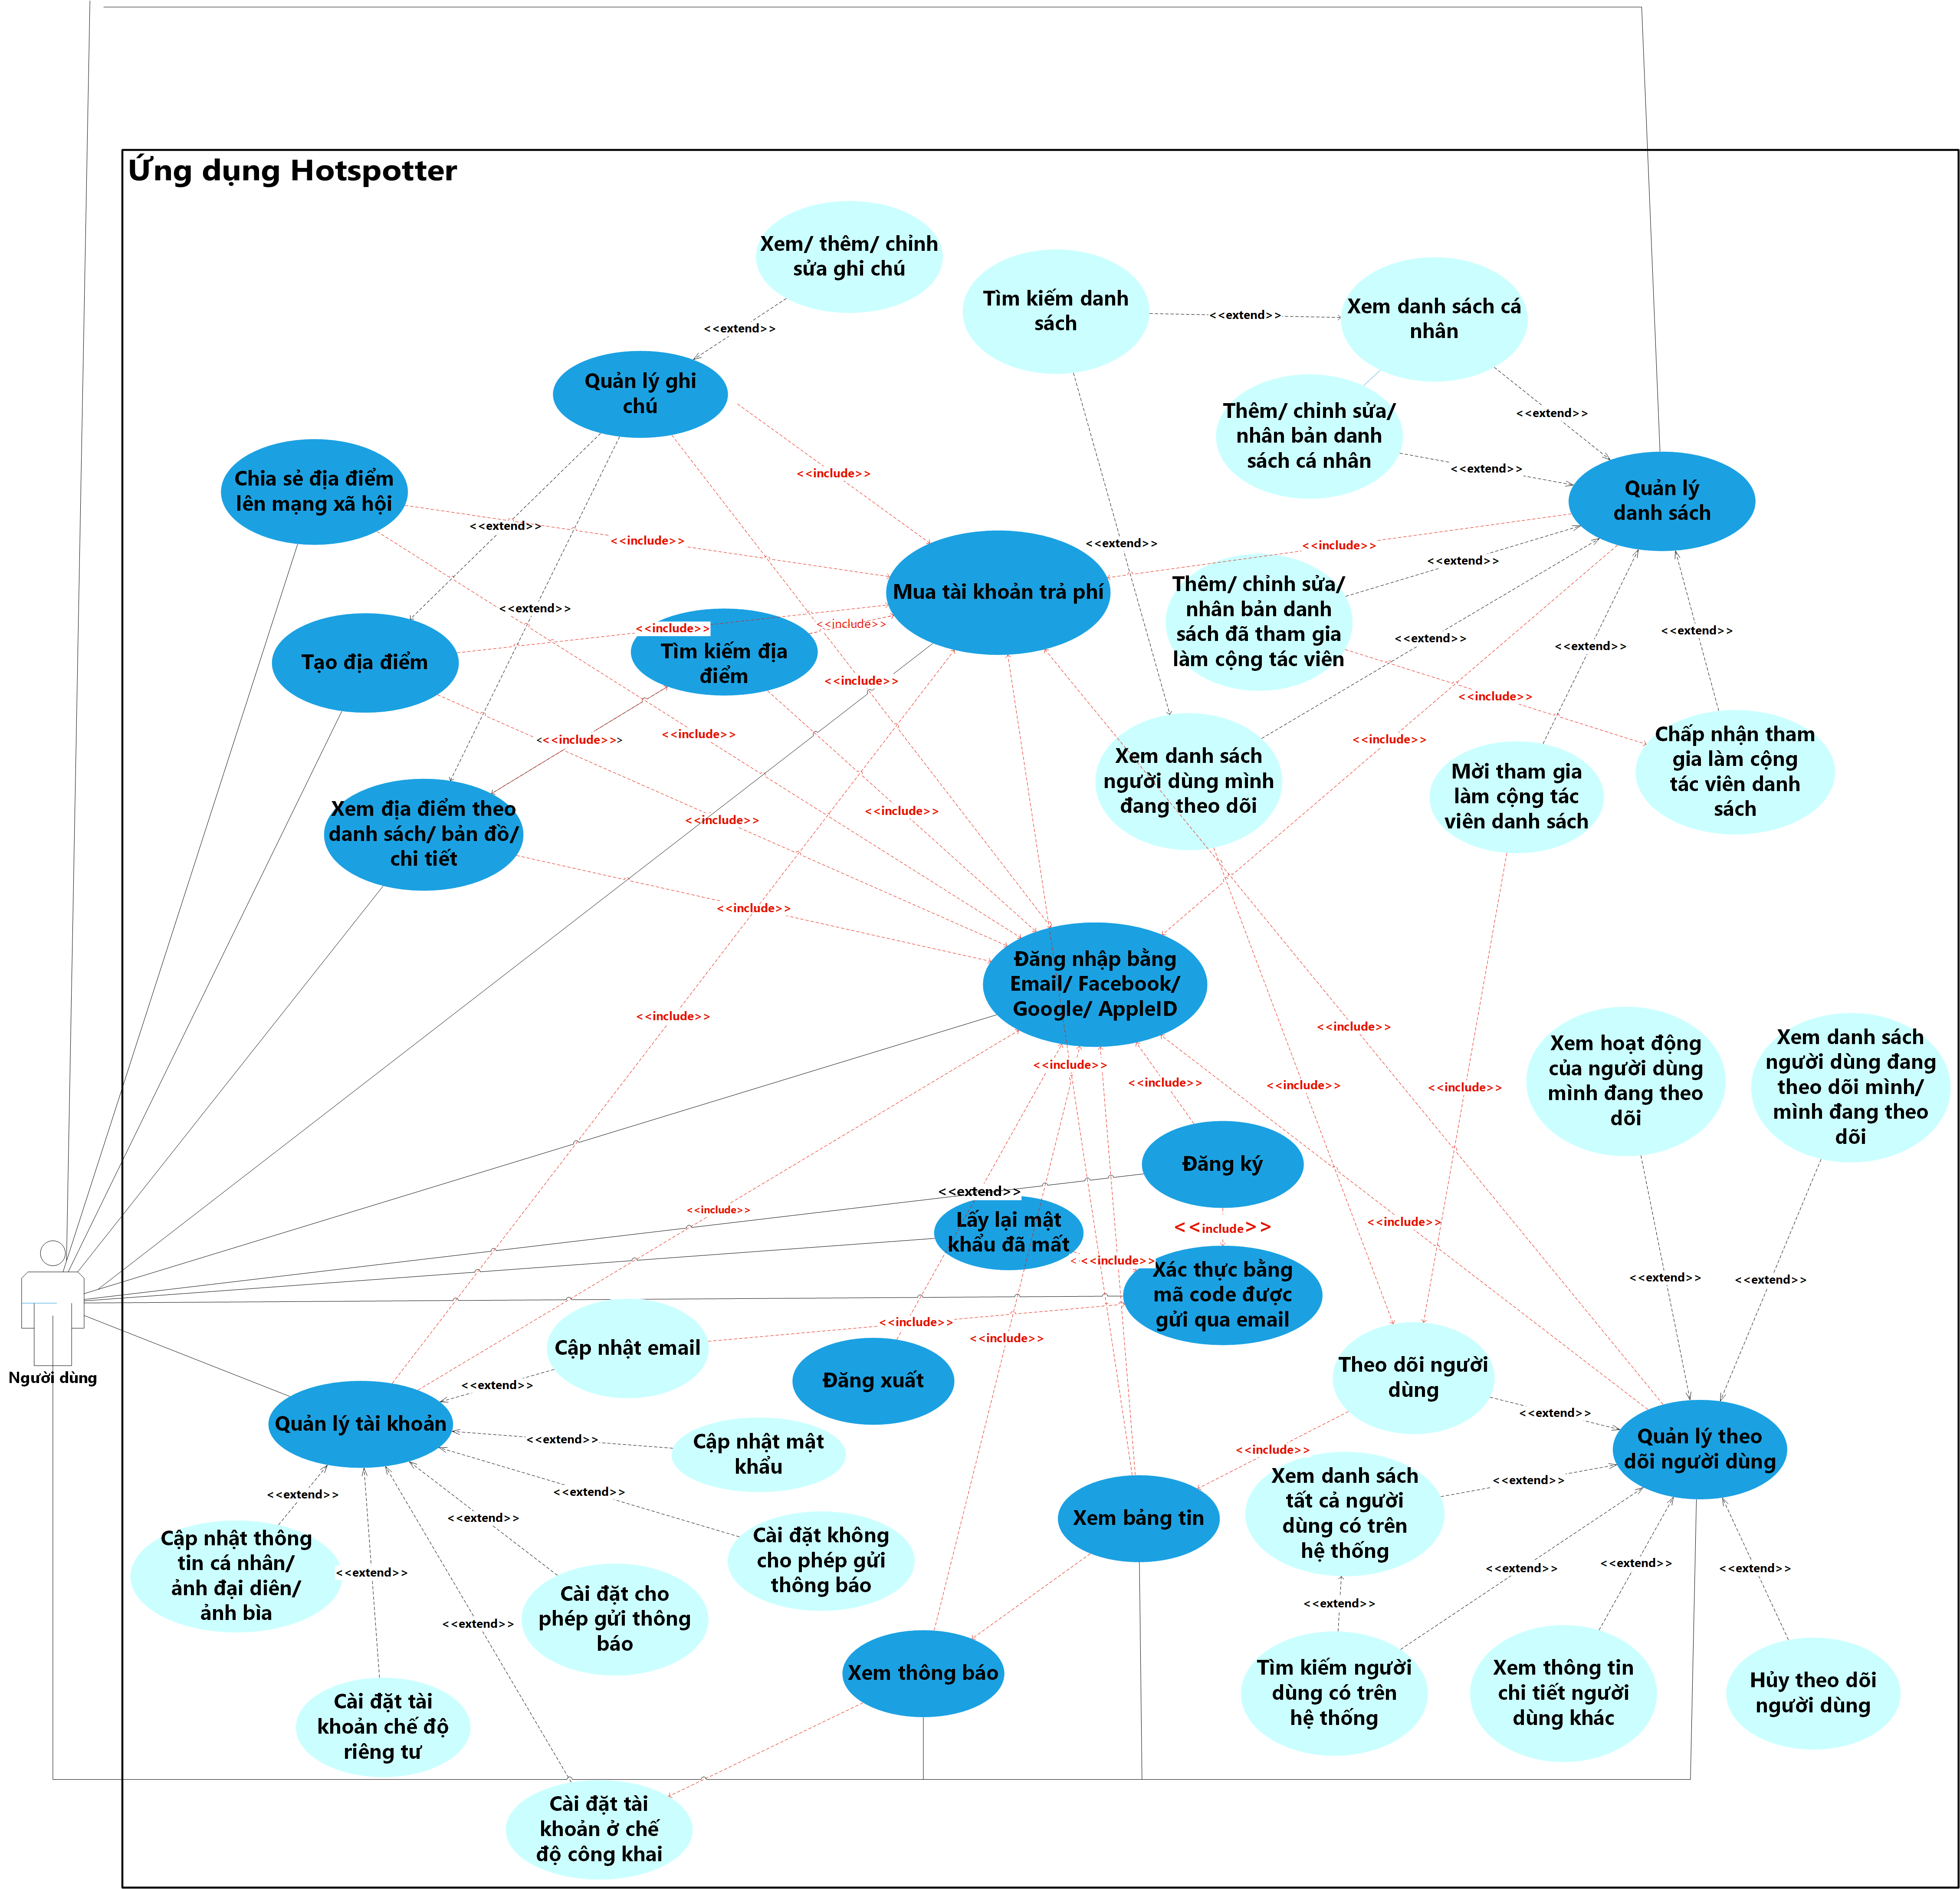 Ứng dụng Hotspotter
Xem/ thêm/ chỉnh
sửa ghi chú
Tìm kiếm danh
sách
Xem danh sách cá
nhân
<<extend>>
<<extend>>
Quản lý ghi
chú
Thêm/ chỉnh sửa/
nhân bản danh
sách cá nhân
<<extend>>
<<extend>>
Chia sẻ địa điểm
lên mạng xã hội
<<include>>
Quản lý
danh sách
<<extend>>
<<include>>
<<extend>>
<<include>>
<<extend>>
Mua tài khoản trả phí
Thêm/ chỉnh sửa/
nhân bản danh
sách đã tham gia
làm cộng tác viên
<<extend>>
<<include>>
<<include>>
<<extend>>
<<extend>>
<<extend>>
Tạo địa điểm
Tìm kiếm địa
điểm
<<include>>
<<include>>
<<include>>
<<include>>
<<include>>
Xem danh sách
người dùng mình
đang theo dõi
Mời tham gia
làm cộng tác
viên danh sách
Chấp nhận tham
gia làm cộng
tác viên danh
sách
Xem địa điểm theo
danh sách/ bản đồ/
chi tiết
<<include>>
<<include>>
<<include>>
Đăng nhập bằng
Email/ Facebook/
Google/ AppleID
<<include>>
<<include>>
Xem hoạt động
của người dùng
mình đang theo
dõi
Xem danh sách
người dùng đang
theo dõi mình/
mình đang theo
dõi
<<include>>
<<include>>
<<include>>
<<include>>
Đăng ký
<<extend>>
<<include>>
<<include>>
<<include>>
Lấy lại mật
khẩu đã mất
<<include>>
Xác thực bằng
mã code được
gửi qua email
<<extend>>
<<extend>>
<<include>>
<<include>>
Người dùng
Cập nhật email
Đăng xuất
Theo dõi người
dùng
<<extend>>
<<extend>>
Quản lý tài khoản
Cập nhật mật
khẩu
<<extend>>
<<include>>
Quản lý theo
dõi người dùng
<<extend>>
<<extend>>
<<extend>>
<<extend>>
Xem bảng tin
Xem danh sách
tất cả người
dùng có trên
hệ thống
<<extend>>
Cập nhật thông
tin cá nhân/
ảnh đại diên/
ảnh bìa
Cài đặt không
cho phép gửi
thông báo
<<extend>>
<<extend>>
<<extend>>
<<extend>>
<<extend>>
<<extend>>
Cài đặt cho
phép gửi thông
báo
Xem thông báo
Tìm kiếm người
dùng có trên
hệ thống
Xem thông tin
chi tiết người
dùng khác
Hủy theo dõi
người dùng
Cài đặt tài
khoản chế độ
riêng tư
Cài đặt tài
khoản ở chế
độ công khai